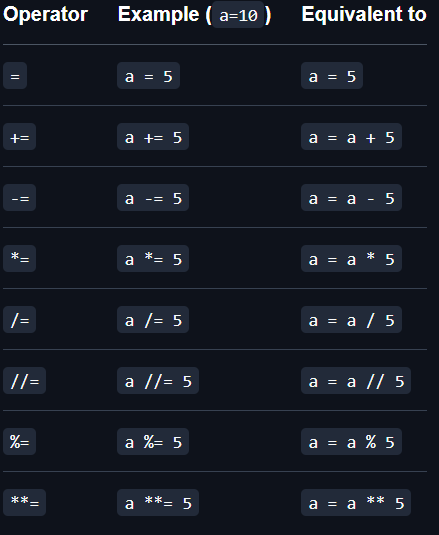 Operator Example (a=10) Equivalent to
= a = 5 a = 5
+= a += 5 a = a + 5
-= a -= 5 a = a - 5
*= a *= 5 a = a * 5
/= a /= 5 a = a / 5
//= a //= 5 a = a // 5
%= a %= 5 a = a % 5
**= a **= 5 a = a ** 5